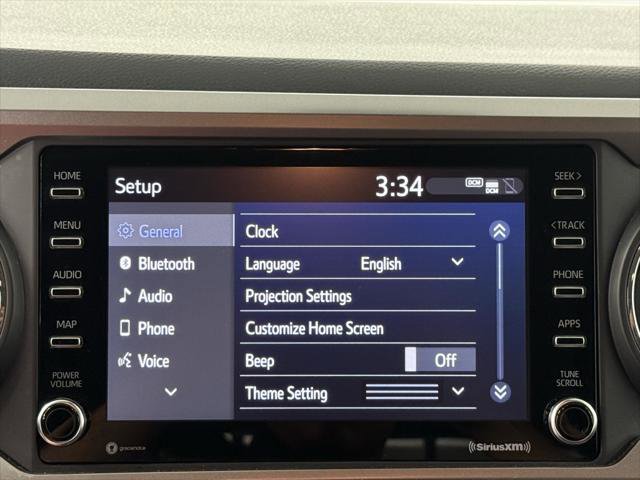 HOME
MENU
AUDIO
MAP
POWER
VOLUME
Setup
3:34
DCM
DCM
General
Bluetooth
Audio
Phone
Voice
Clock
Language English
Projection Settings
Customize Home Screen
Beep Off
Theme Setting
SEEK>
<TRACK
PHONE
APPS
TUNE
SCROLL
gracenote
((SiriusXM))